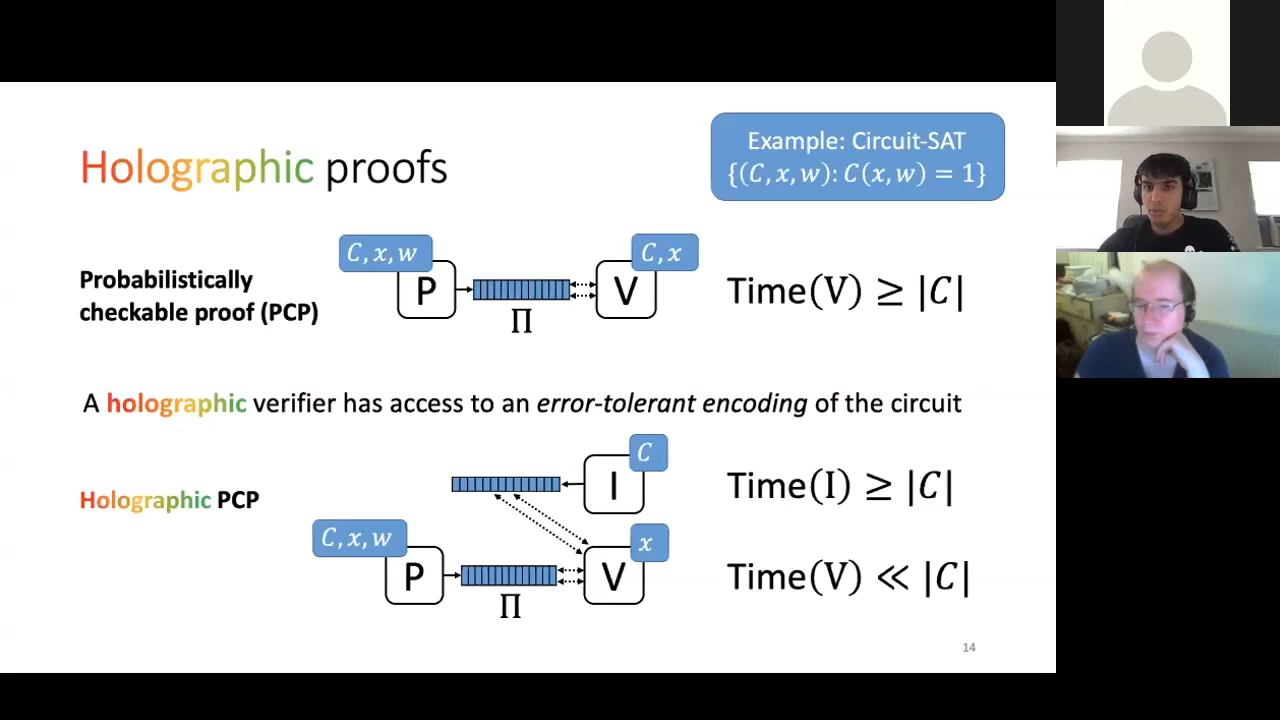 Example: Circuit-SAT
{(C, x, w): C(x, w) = 1}
Holographic proofs
C, x, w
C, x
Probabilistically
checkable proof (PCP)
P
V
Π
Time(V) ≥ |C|
A holographic verifier has access to an error-tolerant encoding of the circuit
C
I
Time(I) ≥ |C|
Holographic PCP
C, x, w
x
P
V
Π
Time(V) ≪ |C|
14